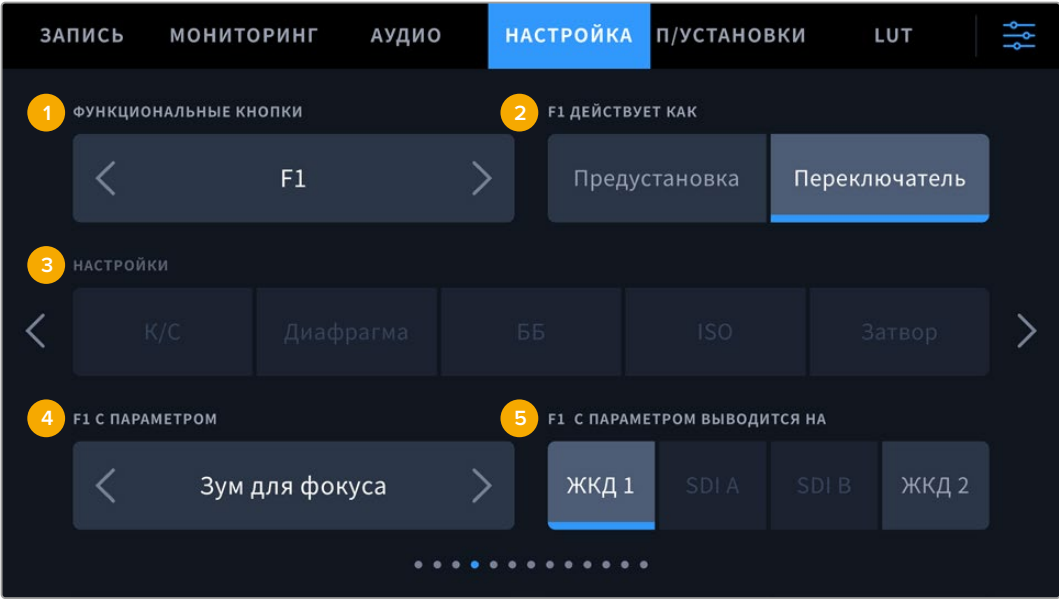 ЗАПИСЬ МОНИТОРИНГ АУДИО НАСТРОЙКА П/УСТАНОВКИ LUT
1 ФУНКЦИОНАЛЬНЫЕ КНОПКИ 2 F1 ДЕЙСТВУЕТ КАК
F1 Предустановка Переключатель
3 НАСТРОЙКИ
К/С Диафрагма ББ ISO Затвор
4 F1 С ПАРАМЕТРОМ 5 F1 С ПАРАМЕТРОМ ВЫВОДИТСЯ НА
Зум для фокуса ЖКД 1 SDI A SDI B ЖКД 2